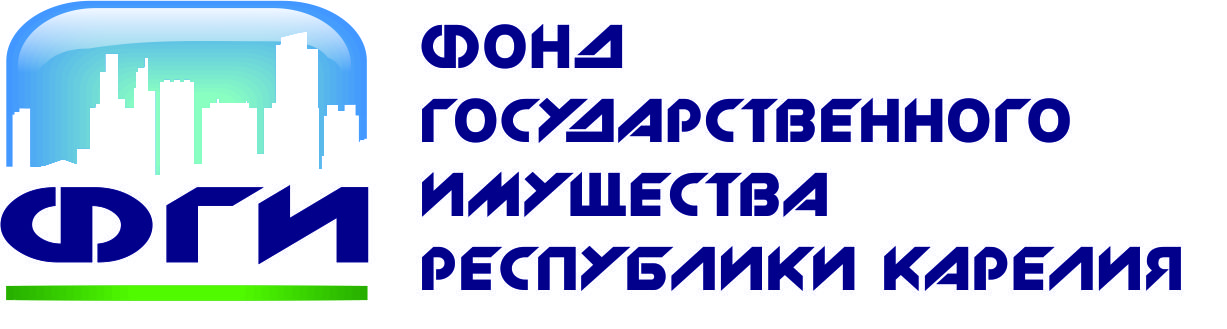 ФГИ
ФОНД
ГОСУДАРСТВЕННОГО
ИМУЩЕСТВА
РЕСПУБЛИКИ КАРЕЛИЯ